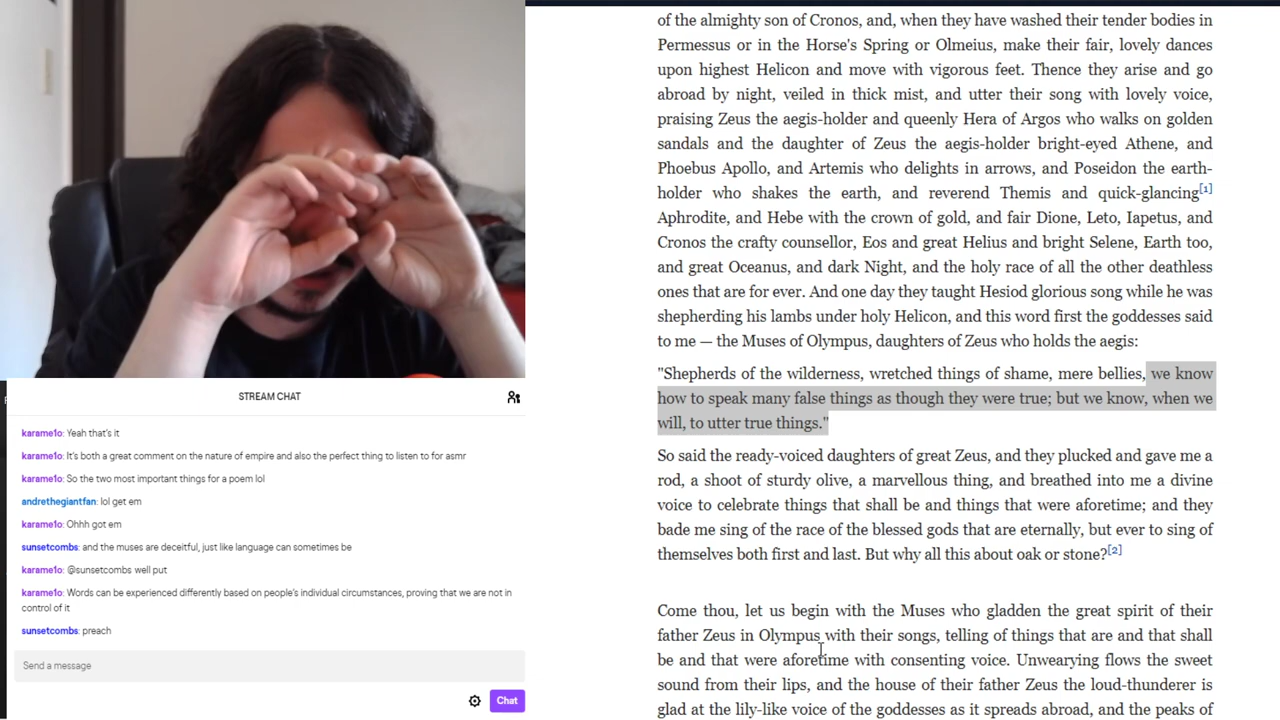 STREAM CHAT
karame1o: Yeah that's it
karame1o: It's both a great comment on the nature of empire and also the perfect thing to listen to for asmr
karame1o: So the two most important things for a poem lol
andrethegiantfan: lol get em
karame1o: Ohhh got em
sunsetcombs: and the muses are deceitful, just like language can sometimes be
karame1o: @sunsetcombs well put
karame1o: Words can be experienced differently based on people's individual circumstances, proving that we are not in
control of it
sunsetcombs: preach
Send a message
Chat
of the almighty son of Cronos, and, when they have washed their tender bodies in
Permessus or in the Horse's Spring or Olmeius, make their fair, lovely dances
upon highest Helicon and move with vigorous feet. Thence they arise and go
abroad by night, veiled in thick mist, and utter their song with lovely voice,
praising Zeus the aegis-holder and queenly Hera of Argos who walks on golden
sandals and the daughter of Zeus the aegis-holder bright-eyed Athene, and
Phoebus Apollo, and Artemis who delights in arrows, and Poseidon the earth-
holder who shakes the earth, and reverend Themis and quick-glancing[1]
Aphrodite, and Hebe with the crown of gold, and fair Dione, Leto, Iapetus, and
Cronos the crafty counsellor, Eos and great Helius and bright Selene, Earth too,
and great Oceanus, and dark Night, and the holy race of all the other deathless
ones that are for ever. And one day they taught Hesiod glorious song while he was
shepherding his lambs under holy Helicon, and this word first the goddesses said
to me — the Muses of Olympus, daughters of Zeus who holds the aegis:
"Shepherds of the wilderness, wretched things of shame, mere bellies, we know
how to speak many false things as though they were true; but we know, when we
will, to utter true things."
So said the ready-voiced daughters of great Zeus, and they plucked and gave me a
rod, a shoot of sturdy olive, a marvellous thing, and breathed into me a divine
voice to celebrate things that shall be and things that were aforetime; and they
bade me sing of the race of the blessed gods that are eternally, but ever to sing of
themselves both first and last. But why all this about oak or stone?[2]
Come thou, let us begin with the Muses who gladden the great spirit of their
father Zeus in Olympus with their songs, telling of things that are and that shall
be and that were aforetime with consenting voice. Unwearying flows the sweet
sound from their lips, and the house of their father Zeus the loud-thunderer is
glad at the lily-like voice of the goddesses as it spreads abroad, and the peaks of